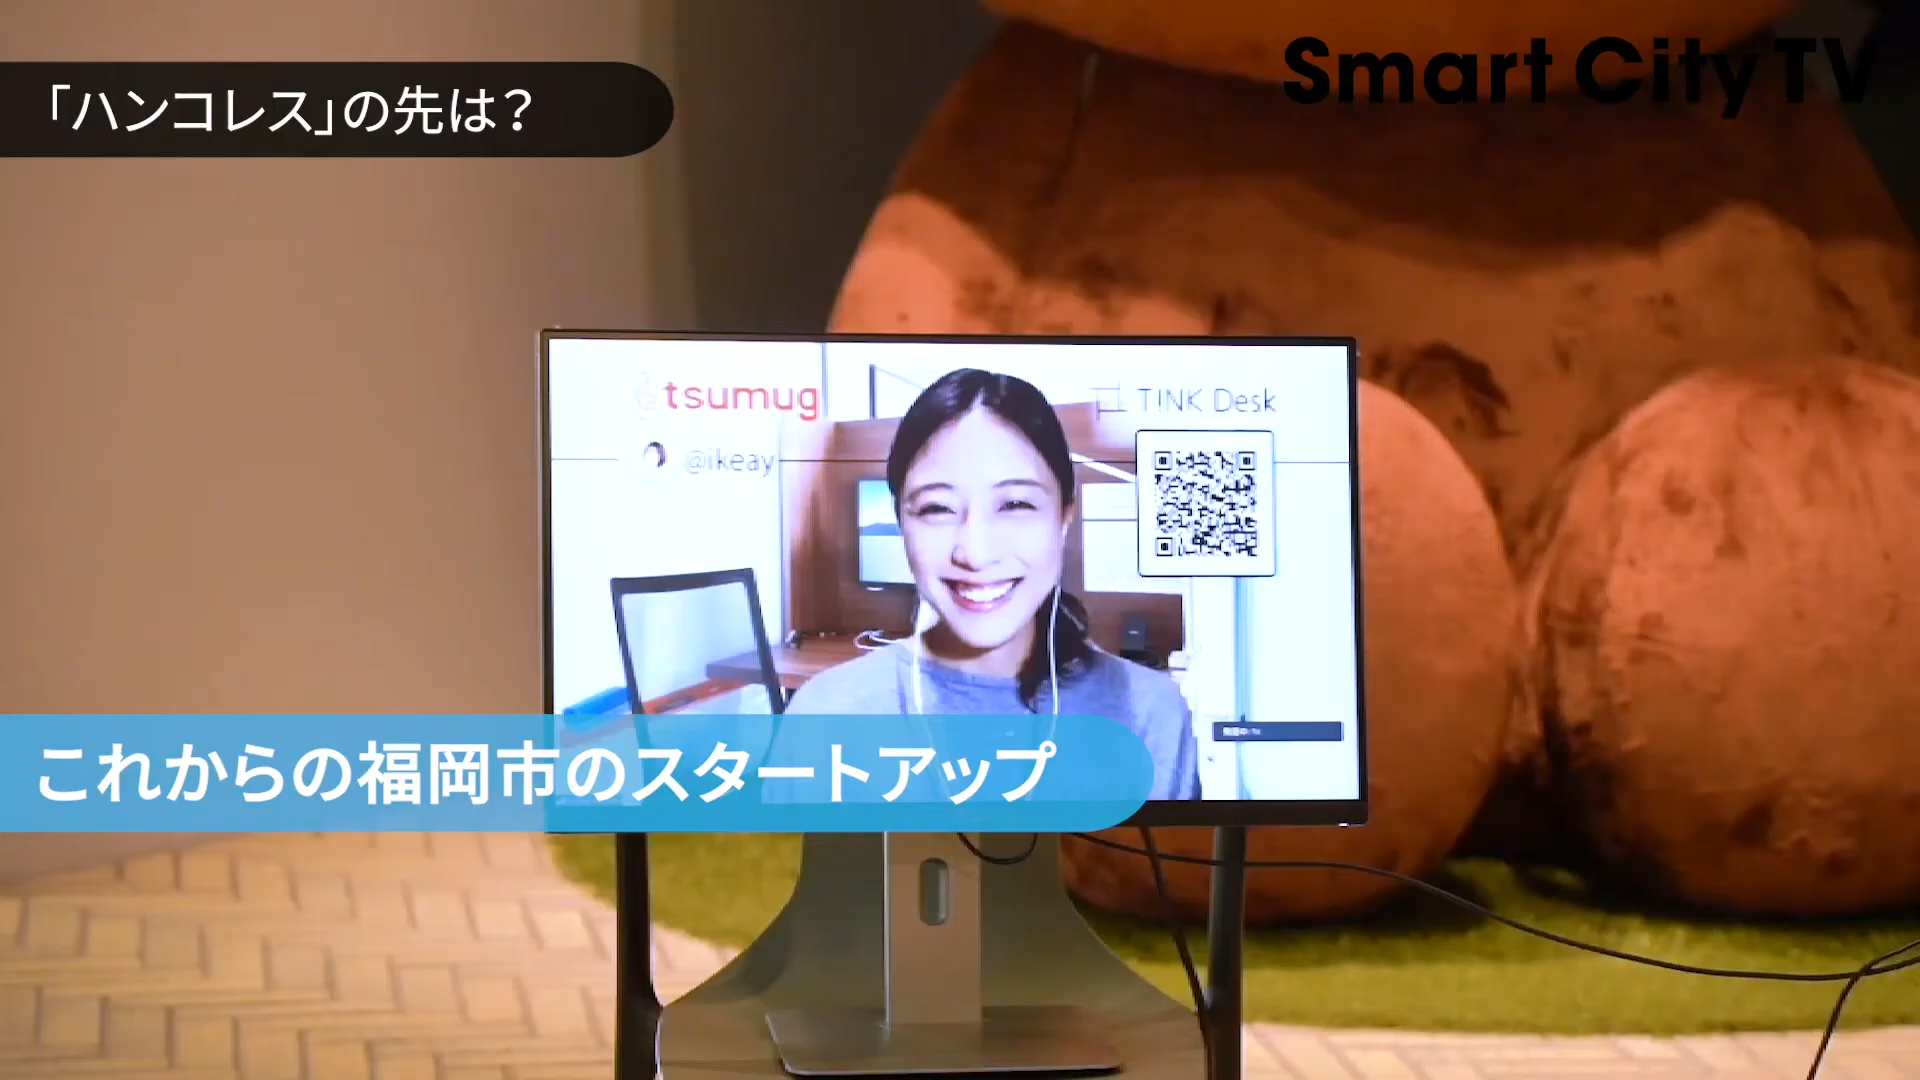 「ハンコレス」の先は？
Smart City TV
tsumug
T!NK Desk
@ikeay
これからの福岡市のスタートアップ